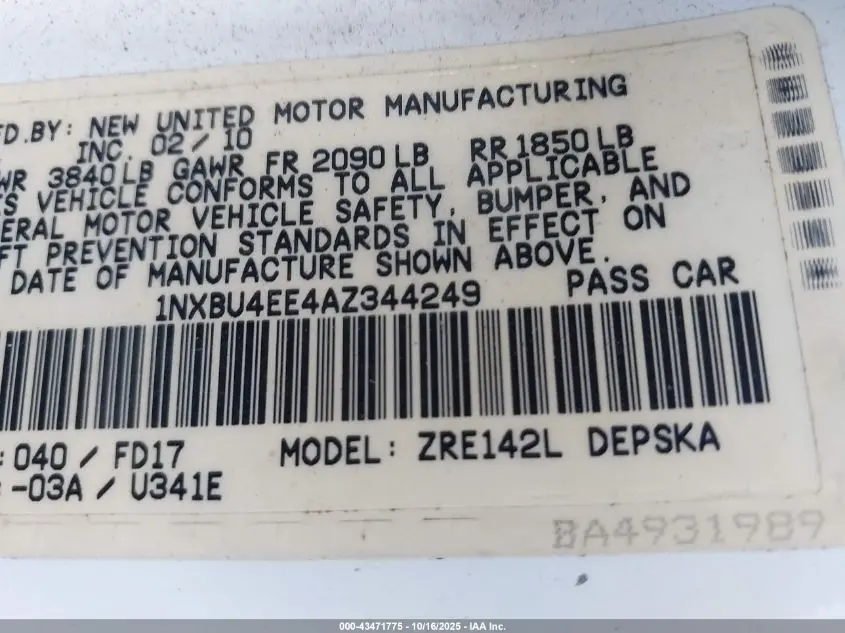 FD.BY: NEW UNITED MOTOR MANUFACTURING
INC. 02/10
WR 3840LB GAWR FR 2090LB RR1850LB
S VEHICLE CONFORMS TO ALL APPLICABLE
ERAL MOTOR VEHICLE SAFETY, BUMPER, AND
FT PREVENTION STANDARDS IN EFFECT ON
DATE OF MANUFACTURE SHOWN ABOVE.
1NXBU4EE4AZ344249 PASS CAR
: 040 / FD17 MODEL: ZRE142L DEPSKA
: -03A / U341E
BA4931989
000-43471775 - 10/16/2025 - IAA Inc.